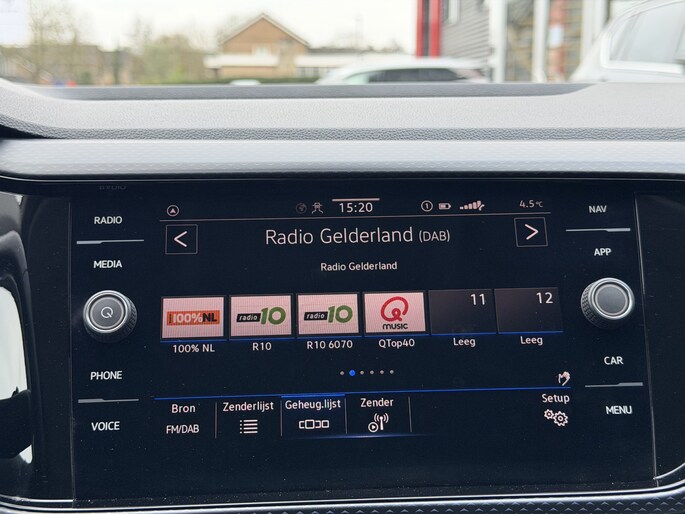 RADIO
MEDIA
PHONE
VOICE
15:20
1
4.5°C
<
Radio Gelderland (DAB)
>
Radio Gelderland
100%NL
radio 10
radio 10
Q MUSIC
11
12
100% NL
R10
R10 6070
QTop40
Leeg
Leeg
Bron
FM/DAB
Zenderlijst
Geheug.lijst
Zender
Setup
NAV
APP
CAR
MENU